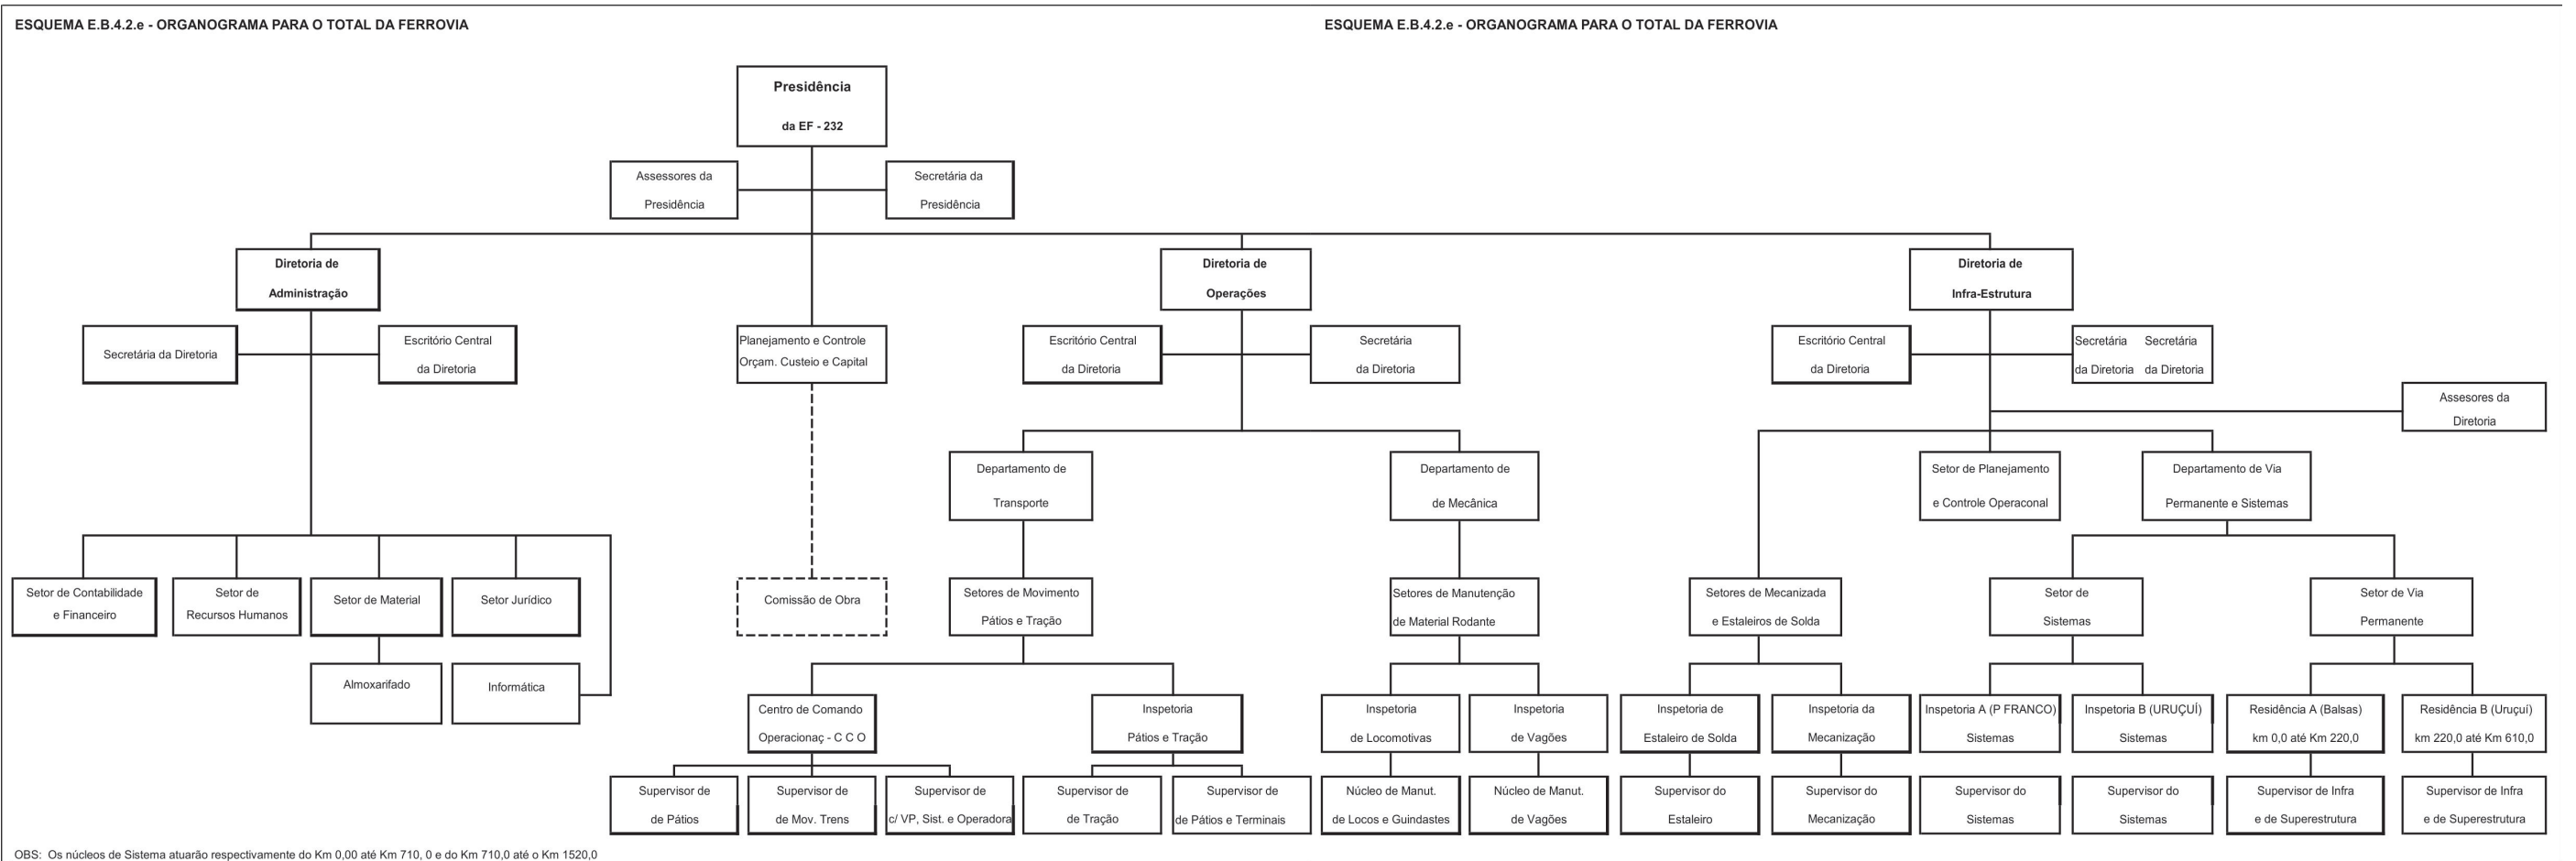 ESQUEMA E.B.4.2.e - ORGANOGRAMA PARA O TOTAL DA FERROVIA
ESQUEMA E.B.4.2.e - ORGANOGRAMA PARA O TOTAL DA FERROVIA
Presidência
da EF - 232
Assessores da
Presidência
Secretária da
Presidência
Diretoria de
Administração
Diretoria de
Operações
Diretoria de
Infra-Estrutura
Secretária da Diretoria
Escritório Central
da Diretoria
Planejamento e Controle
Orçam. Custeio e Capital
Escritório Central
da Diretoria
Secretária
da Diretoria
Escritório Central
da Diretoria
Secretária
da Diretoria
Secretária
da Diretoria
Assesores da
Diretoria
Departamento de
Transporte
Departamento de
de Mecânica
Setor de Planejamento
e Controle Operaconal
Departamento de Via
Permanente e Sistemas
Setor de Contabilidade
e Financeiro
Setor de
Recursos Humanos
Setor de Material
Setor Jurídico
Comissão de Obra
Setores de Movimento
Pátios e Tração
Setores de Manutenção
de Material Rodante
Setores de Mecanizada
e Estaleiros de Solda
Setor de
Sistemas
Setor de Via
Permanente
Almoxarifado
Informática
Centro de Comando
Operacionaç - C C O
Inspetoria
Pátios e Tração
Inspetoria
de Locomotivas
Inspetoria
de Vagões
Inspetoria de
Estaleiro de Solda
Inspetoria da
Mecanização
Inspetoria A (P FRANCO)
Sistemas
Inspetoria B (URUÇUÍ)
Sistemas
Residência A (Balsas)
km 0,0 até Km 220,0
Residência B (Uruçuí)
km 220,0 até Km 610,0
Supervisor de
de Pátios
Supervisor de
de Mov. Trens
Supervisor de
c/ VP, Sist. e Operadora
Supervisor de
de Tração
Supervisor de
de Pátios e Terminais
Núcleo de Manut.
de Locos e Guindastes
Núcleo de Manut.
de Vagões
Supervisor do
Estaleiro
Supervisor do
Mecanização
Supervisor do
Sistemas
Supervisor do
Sistemas
Supervisor de Infra
e de Superestrutura
Supervisor de Infra
e de Superestrutura
OBS: Os núcleos de Sistema atuarão respectivamente do Km 0,00 até Km 710, 0 e do Km 710,0 até o Km 1520,0